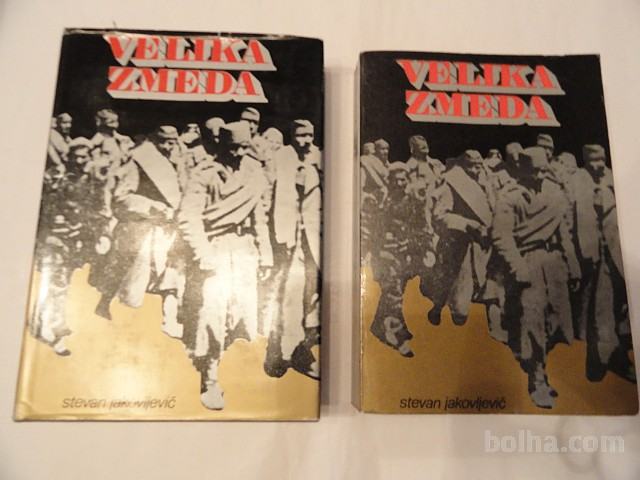 VELIKA
ZMEDA
stevan jakovljević
VELIKA
ZMEDA
stevan jakovljević
bolha.com